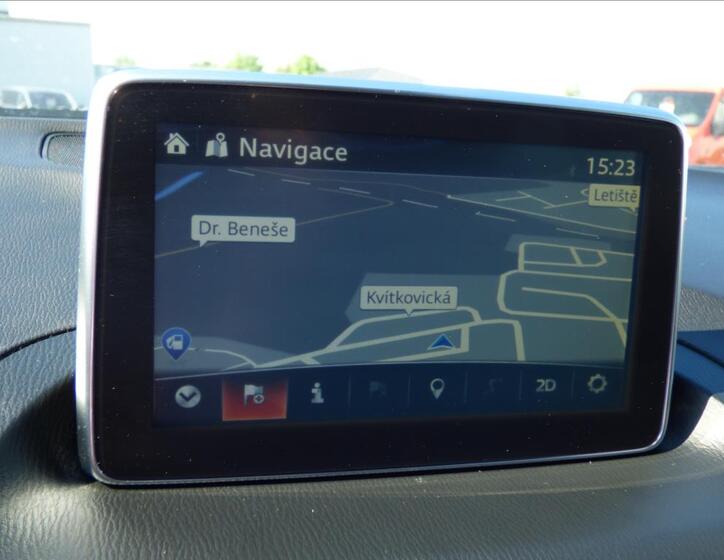 Navigace
15:23
Letiště
Dr. Beneše
Kvítkovická
2D